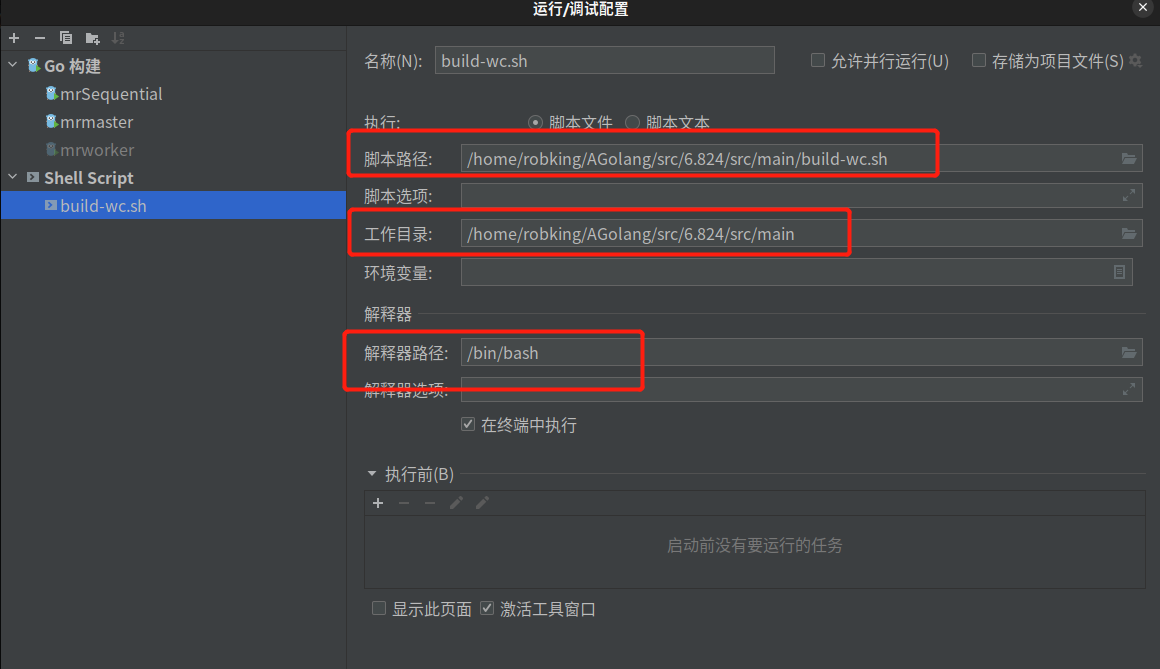 运行/调试配置
Go 构建
mrSequential
mrmaster
mrworker
Shell Script
build-wc.sh
名称(N): build-wc.sh 允许并行运行(U) 存储为项目文件(S)
执行: 脚本文件 脚本文本
脚本路径: /home/robking/AGolang/src/6.824/src/main/build-wc.sh
脚本选项:
工作目录: /home/robking/AGolang/src/6.824/src/main
环境变量:
解释器
解释器路径: /bin/bash
解释器选项:
在终端中执行
执行前(B)
启动前没有要运行的任务
显示此页面 激活工具窗口